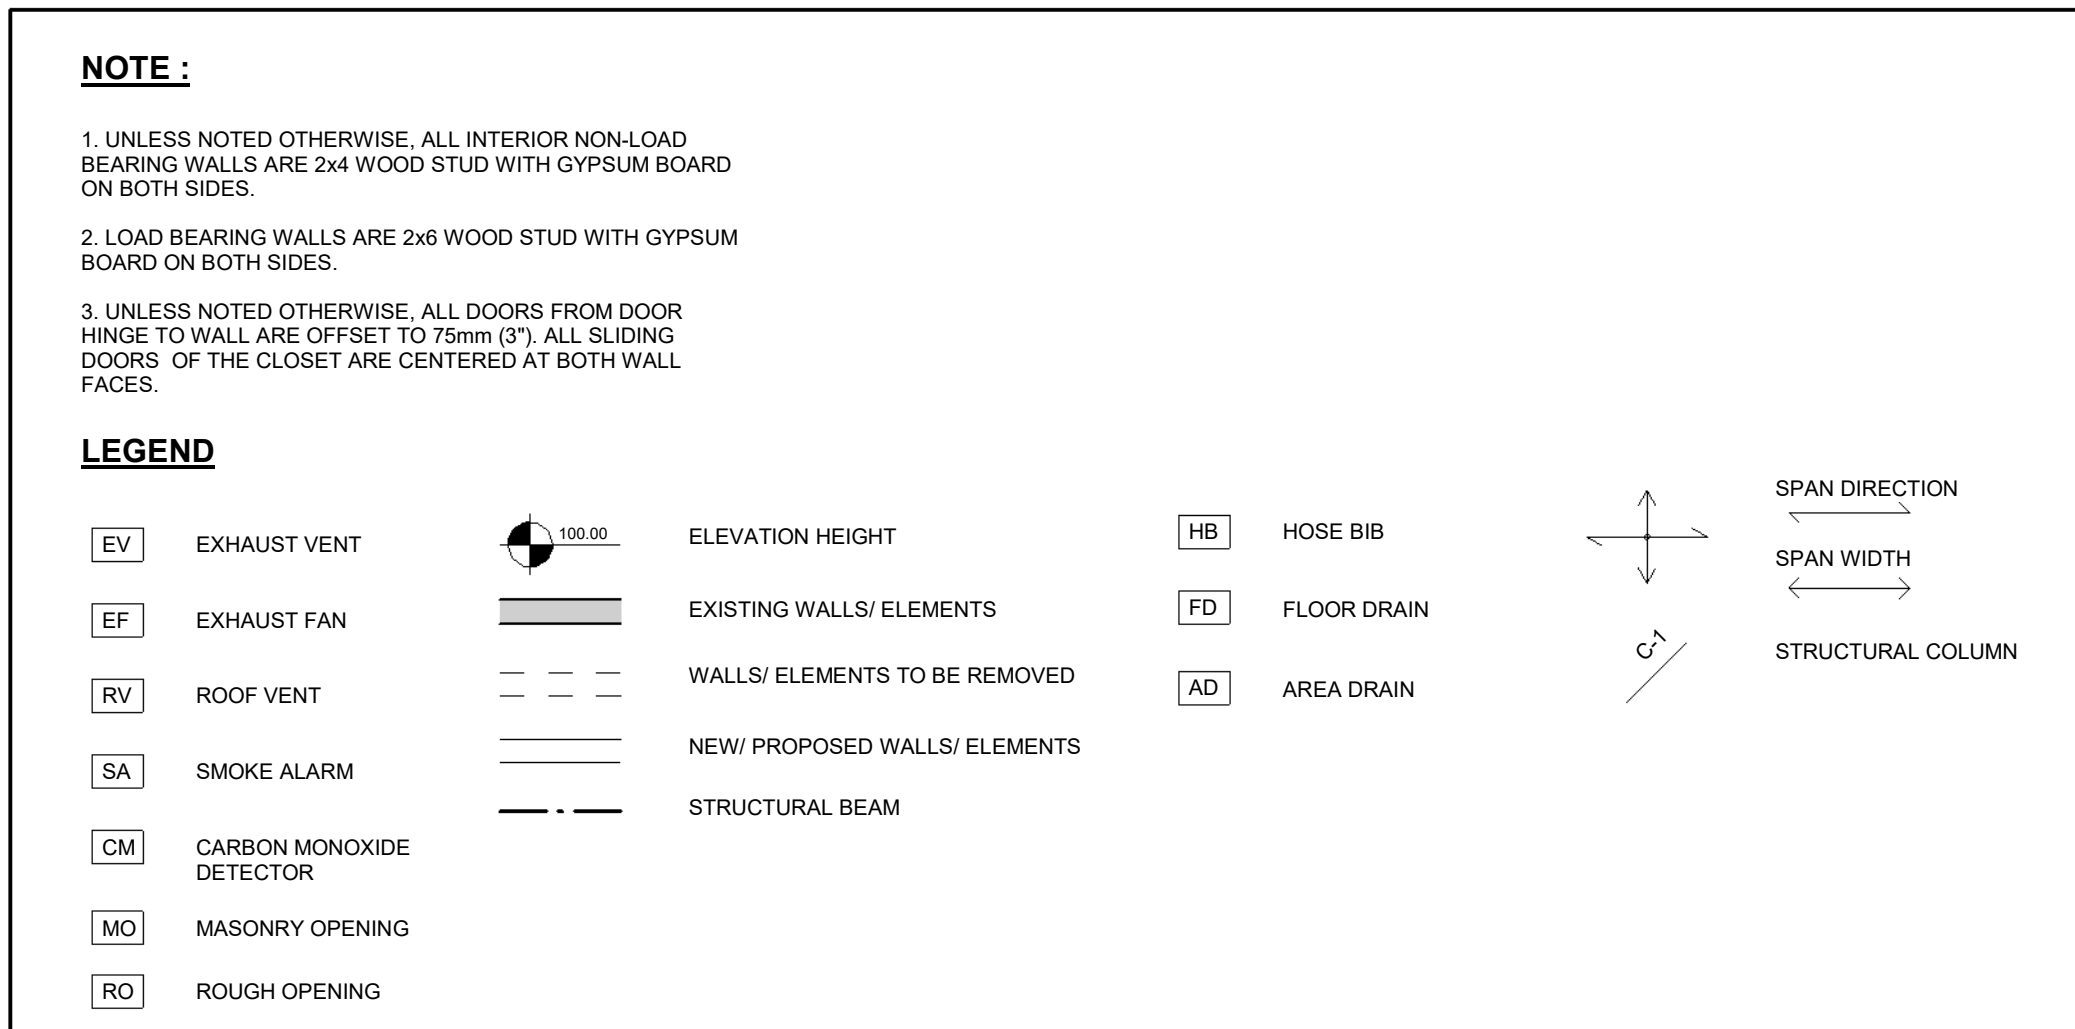 NOTE :
1. UNLESS NOTED OTHERWISE, ALL INTERIOR NON-LOAD
BEARING WALLS ARE 2x4 WOOD STUD WITH GYPSUM BOARD
ON BOTH SIDES.
2. LOAD BEARING WALLS ARE 2x6 WOOD STUD WITH GYPSUM
BOARD ON BOTH SIDES.
3. UNLESS NOTED OTHERWISE, ALL DOORS FROM DOOR
HINGE TO WALL ARE OFFSET TO 75mm (3"). ALL SLIDING
DOORS OF THE CLOSET ARE CENTERED AT BOTH WALL
FACES.
LEGEND
EV EXHAUST VENT
EF EXHAUST FAN
RV ROOF VENT
SA SMOKE ALARM
CM CARBON MONOXIDE
DETECTOR
MO MASONRY OPENING
RO ROUGH OPENING
100.00 ELEVATION HEIGHT
EXISTING WALLS/ ELEMENTS
WALLS/ ELEMENTS TO BE REMOVED
NEW/ PROPOSED WALLS/ ELEMENTS
STRUCTURAL BEAM
HB HOSE BIB
FD FLOOR DRAIN
AD AREA DRAIN
SPAN DIRECTION
SPAN WIDTH
C-1 STRUCTURAL COLUMN